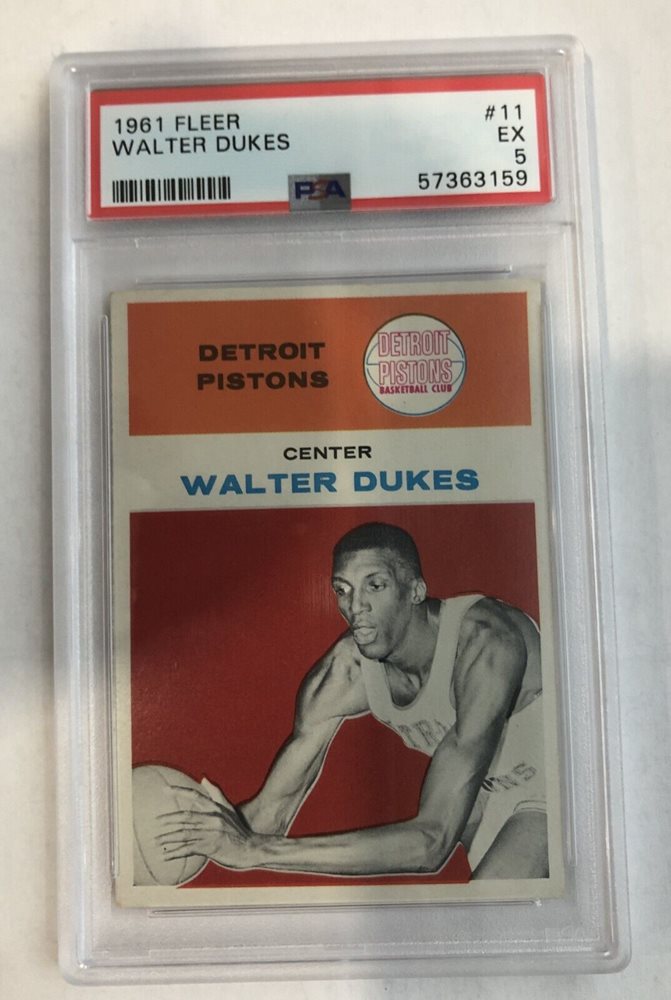 1961 FLEER
WALTER DUKES
#11
EX
5
57363159
PSA
DETROIT
PISTONS
DETROIT
PISTONS
BASKETBALL CLUB
CENTER
WALTER DUKES